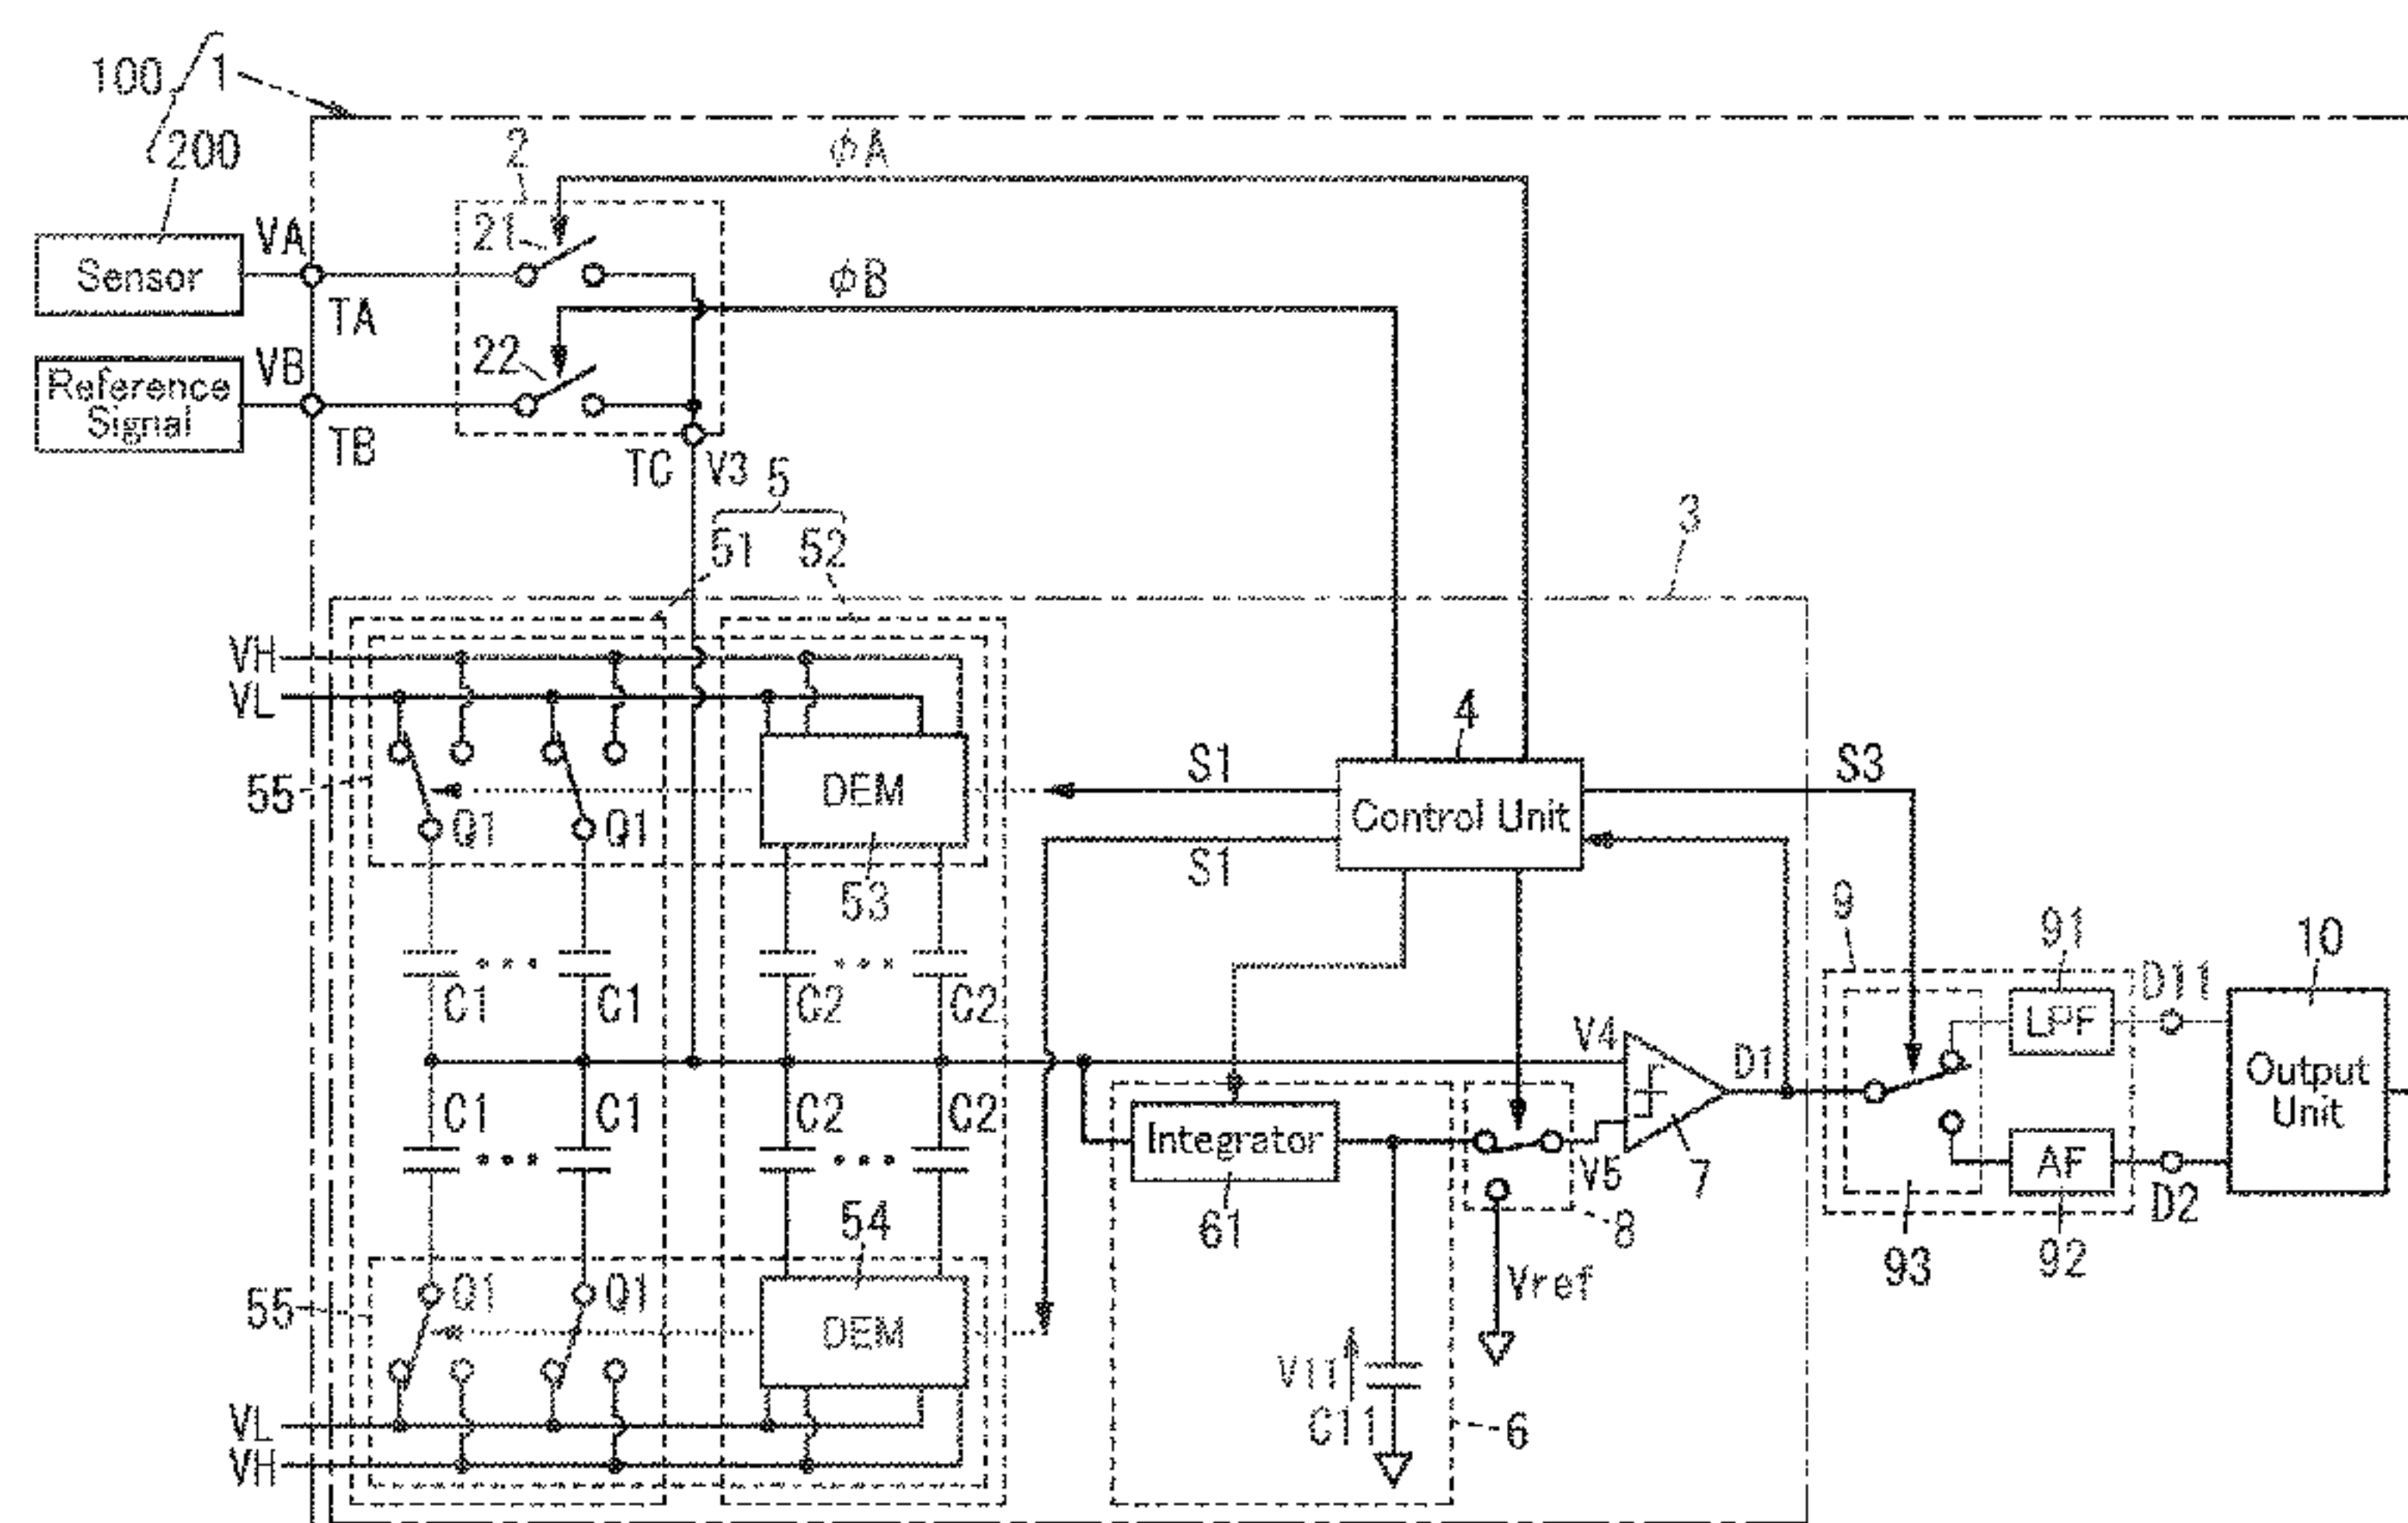 100
1
200
2
φA
Sensor
VA
TA
21
φB
Reference
Signal
VB
TB
22
TC
V3
5
51
52
3
VH
VL
55
Q1
Q1
DEM
53
S1
S1
4
Control Unit
S3
C1
C1
C2
C2
C1
C1
C2
C2
54
DEM
Q1
Q1
55
VL
VH
Integrator
61
V4
V5
7
D1
8
Vref
V11
C11
6
9
91
LPF
D11
AF
92
93
D2
10
Output
Unit